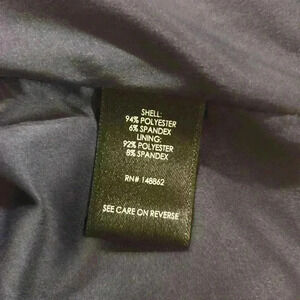 SHELL:
94% POLYESTER
6% SPANDEX
LINING:
92% POLYESTER
8% SPANDEX
RN# 148862
SEE CARE ON REVERSE